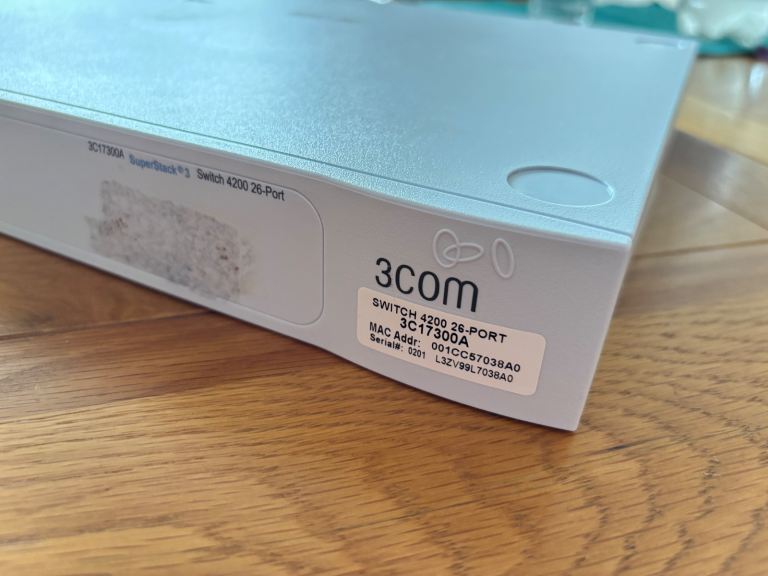 3C17300A SuperStack® 3 Switch 4200 26-Port
3com
SWITCH 4200 26-PORT
3C17300A
MAC Addr: 001CC57038A0
Serial#: 0201 L3ZV99L7038A0